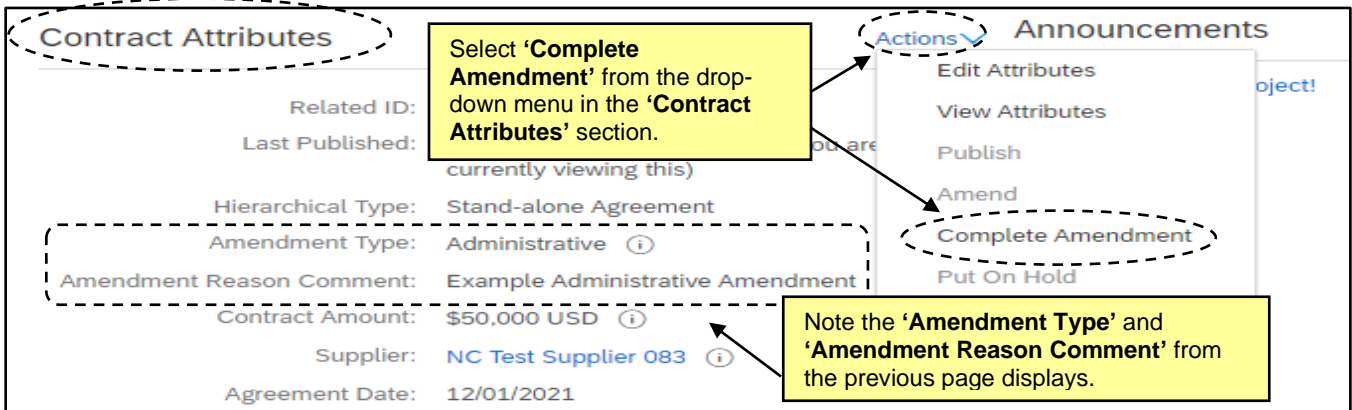 Contract Attributes
Select ‘Complete
Amendment’ from the drop-
down menu in the ‘Contract
Attributes’ section.
Actions
Announcements
Edit Attributes
oject!
View Attributes
Publish
Amend
Complete Amendment
Put On Hold
Related ID:
Last Published:
ou are
currently viewing this)
Hierarchical Type: Stand-alone Agreement
Amendment Type: Administrative
Amendment Reason Comment: Example Administrative Amendment
Contract Amount: $50,000 USD
Supplier: NC Test Supplier 083
Agreement Date: 12/01/2021
Note the ‘Amendment Type’ and
‘Amendment Reason Comment’ from
the previous page displays.